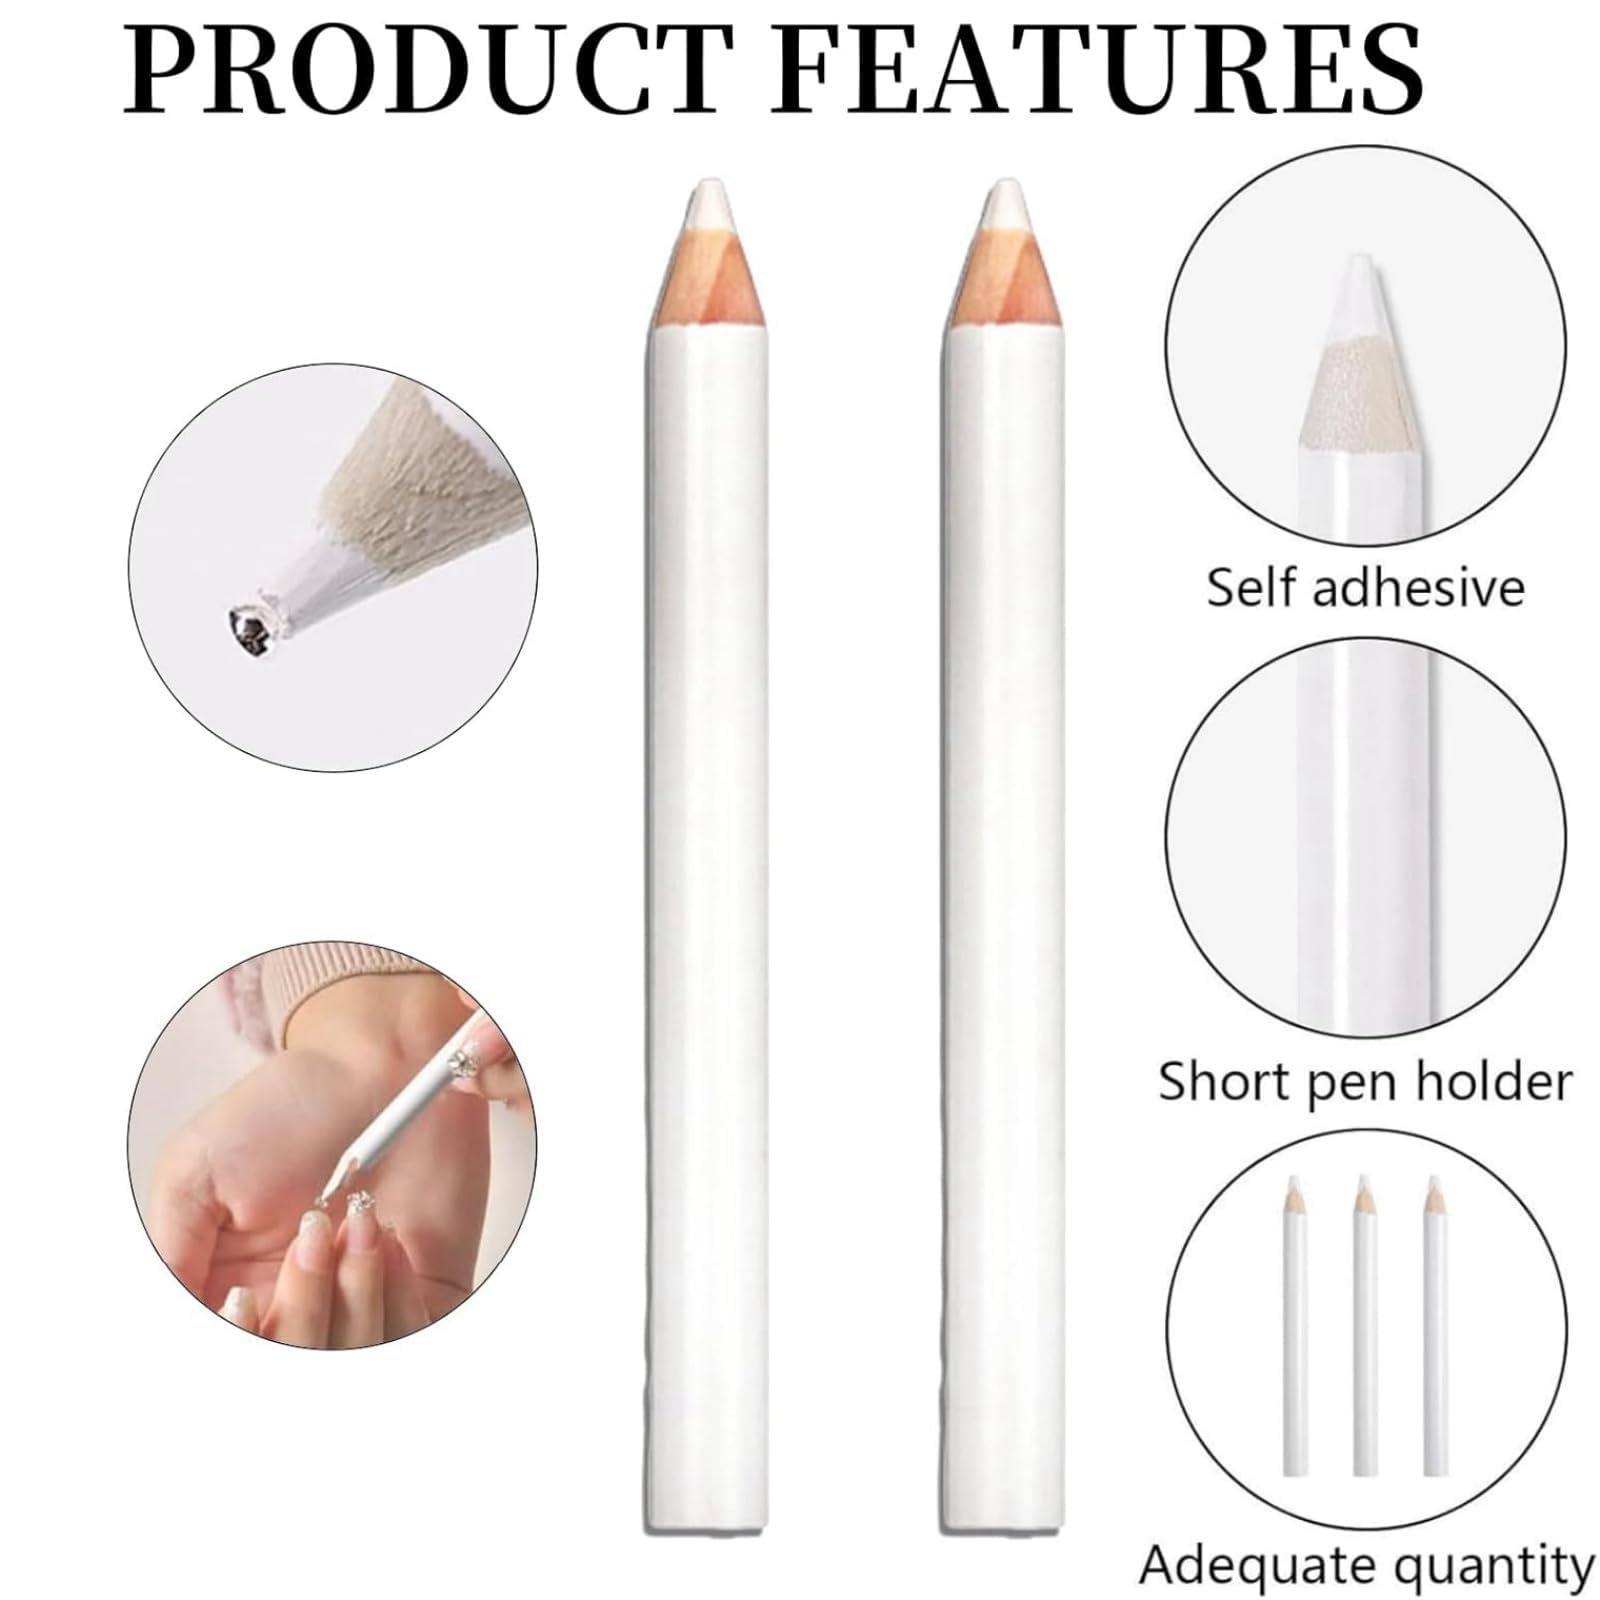 PRODUCT FEATURES
Self adhesive
Short pen holder
Adequate quantity